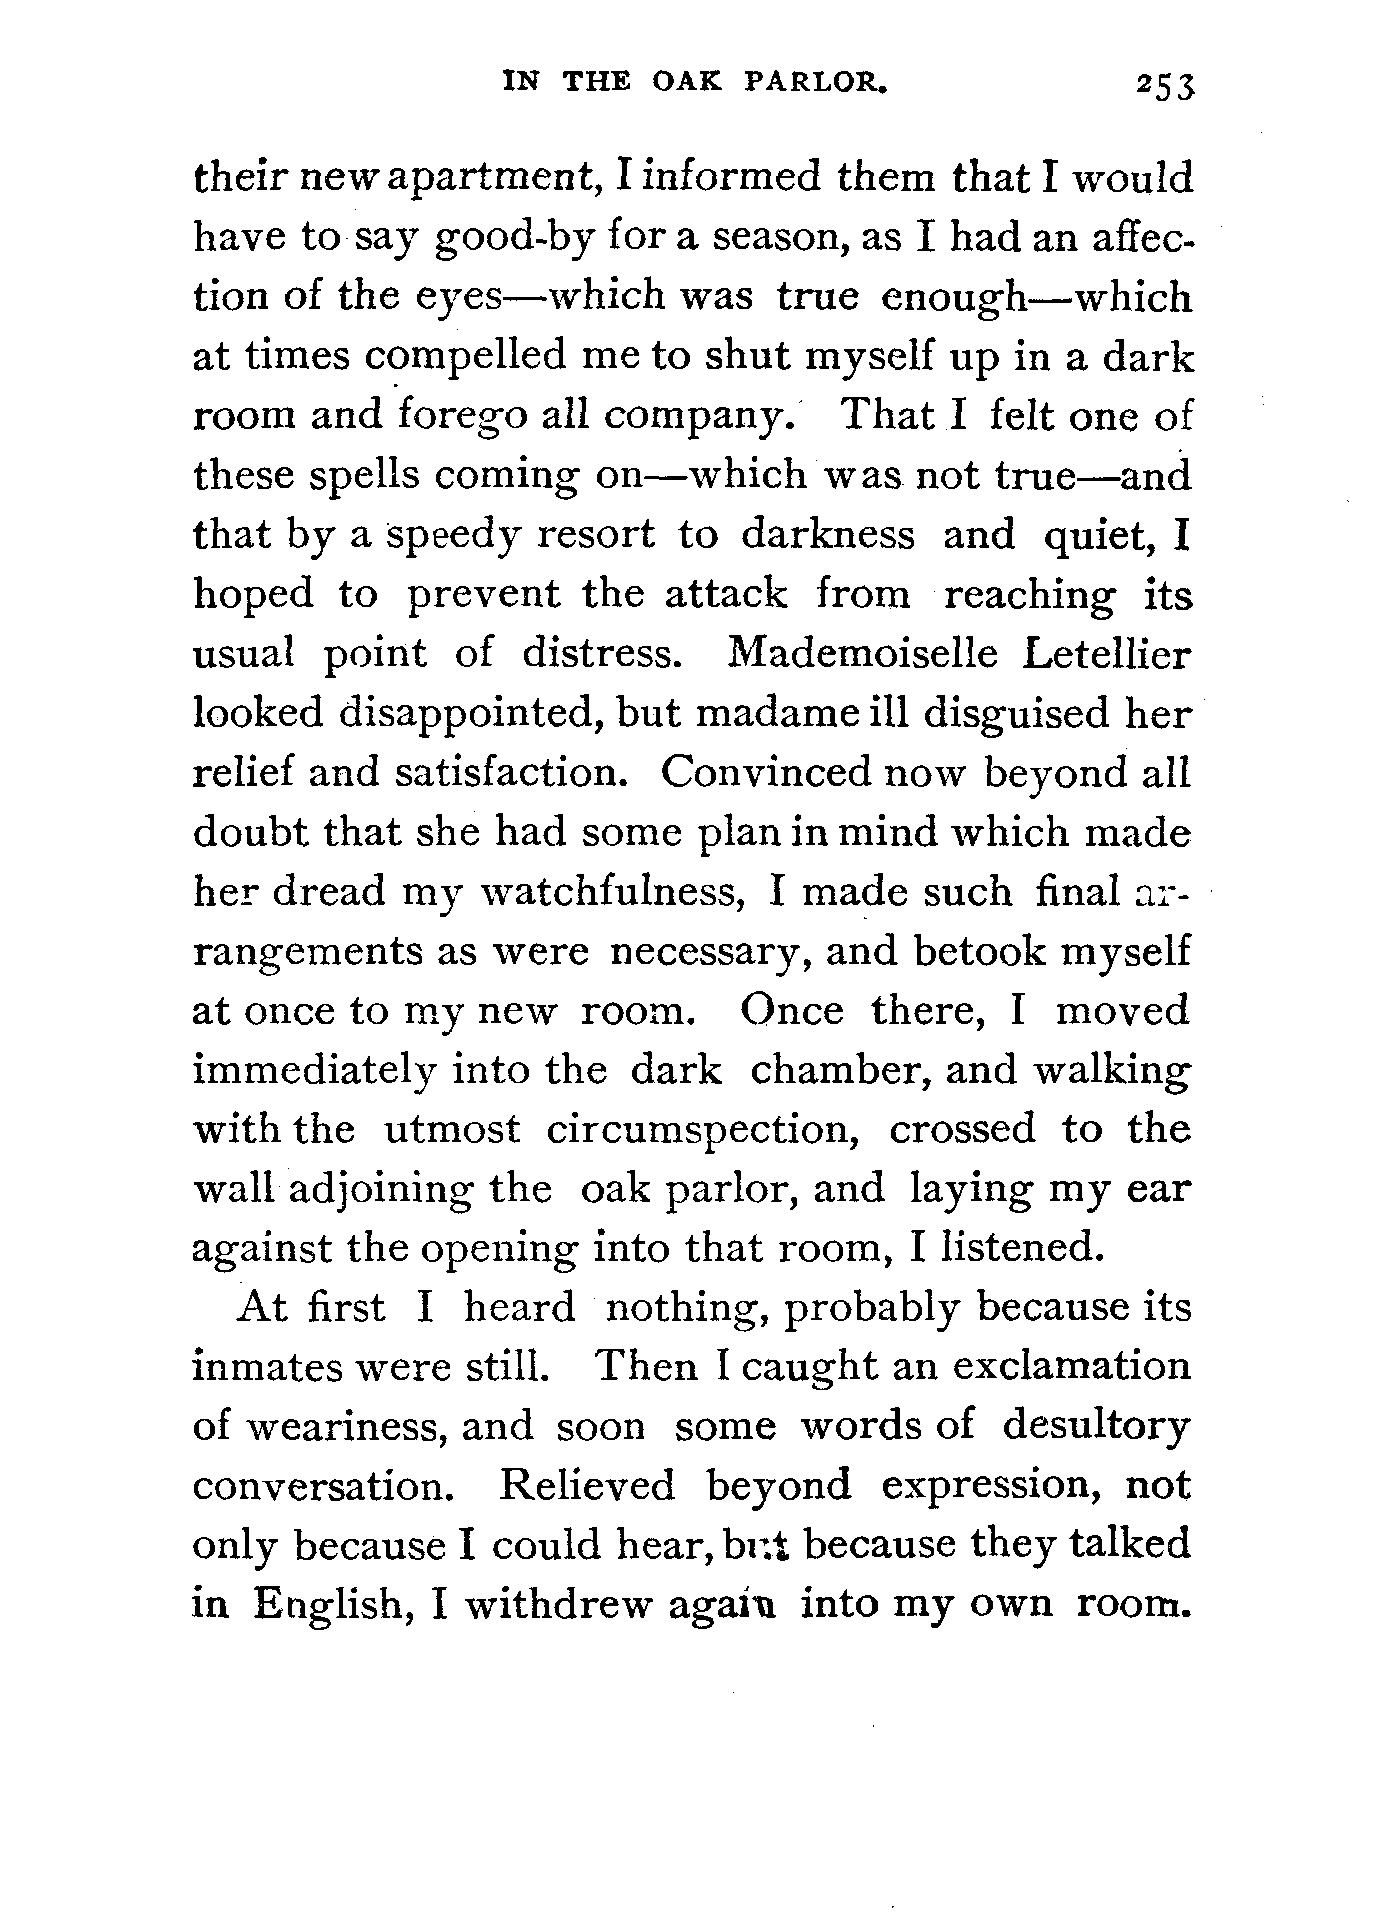 IN THE OAK PARLOR. 253
their new apartment, I informed them that I would
have to say good-by for a season, as I had an affec-
tion of the eyes—which was true enough—which
at times compelled me to shut myself up in a dark
room and forego all company. That I felt one of
these spells coming on—which was not true—and
that by a speedy resort to darkness and quiet, I
hoped to prevent the attack from reaching its
usual point of distress. Mademoiselle Letellier
looked disappointed, but madame ill disguised her
relief and satisfaction. Convinced now beyond all
doubt that she had some plan in mind which made
her dread my watchfulness, I made such final ar-
rangements as were necessary, and betook myself
at once to my new room. Once there, I moved
immediately into the dark chamber, and walking
with the utmost circumspection, crossed to the
wall adjoining the oak parlor, and laying my ear
against the opening into that room, I listened.
At first I heard nothing, probably because its
inmates were still. Then I caught an exclamation
of weariness, and soon some words of desultory
conversation. Relieved beyond expression, not
only because I could hear, but because they talked
in English, I withdrew again into my own room.